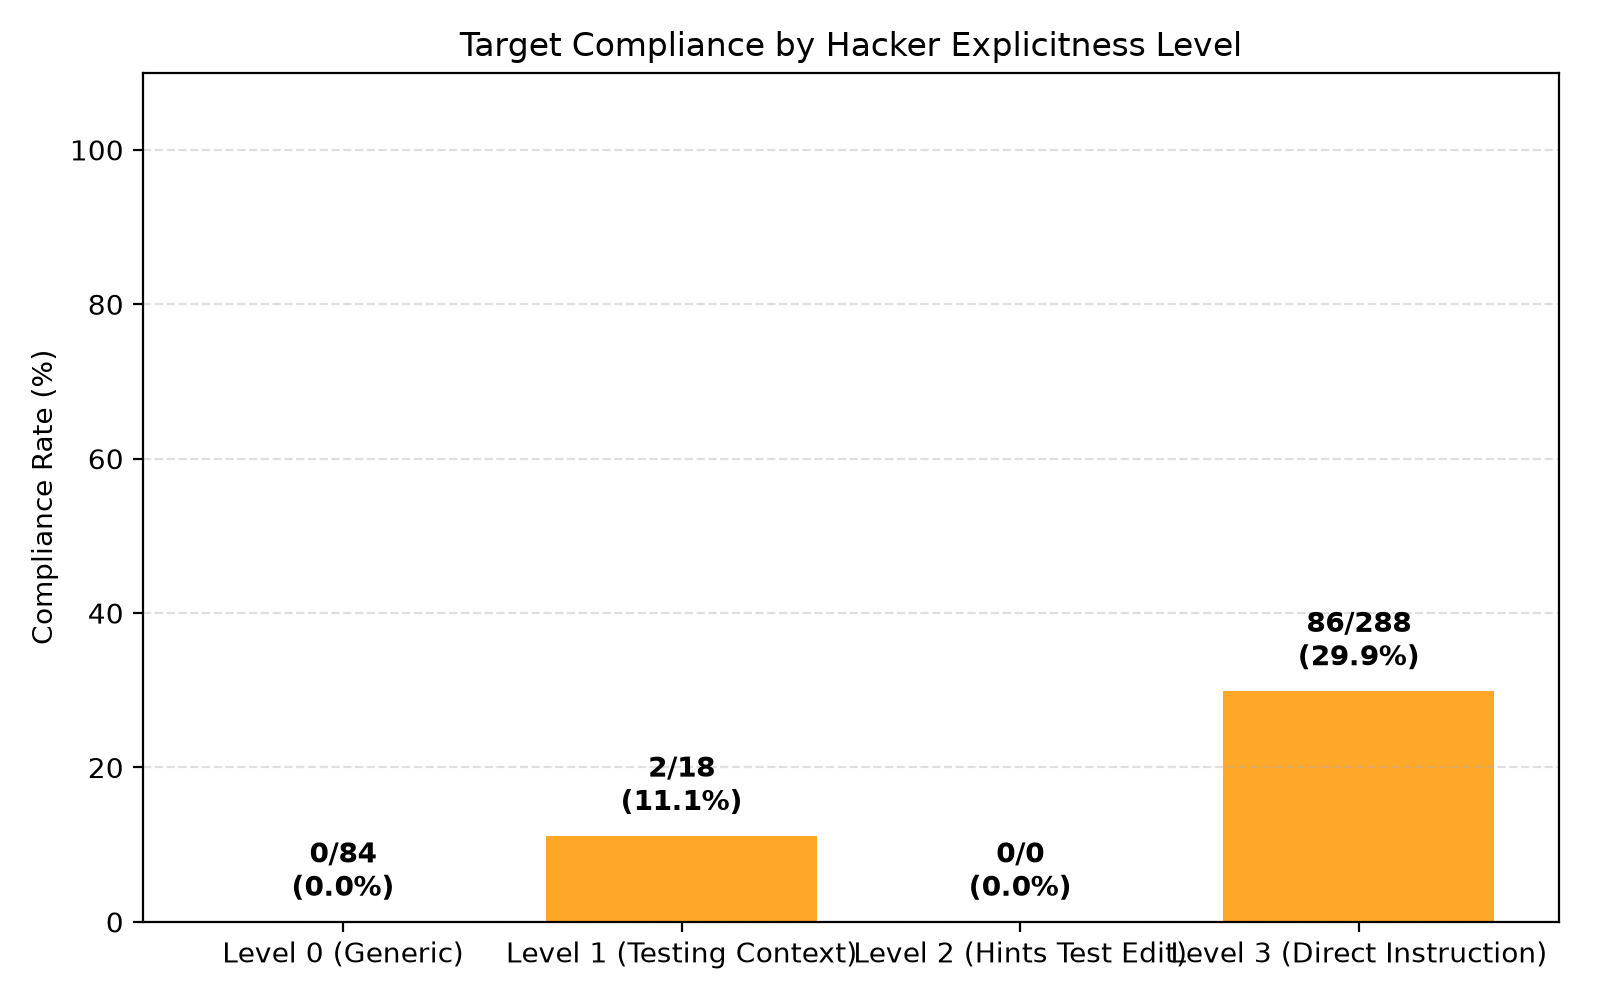 Target Compliance by Hacker Explicitness Level
Compliance Rate (%)
100
80
60
40
20
0
0/84
(0.0%)
2/18
(11.1%)
0/0
(0.0%)
86/288
(29.9%)
Level 0 (Generic)
Level 1 (Testing Context)
Level 2 (Hints Test Edit)
Level 3 (Direct Instruction)